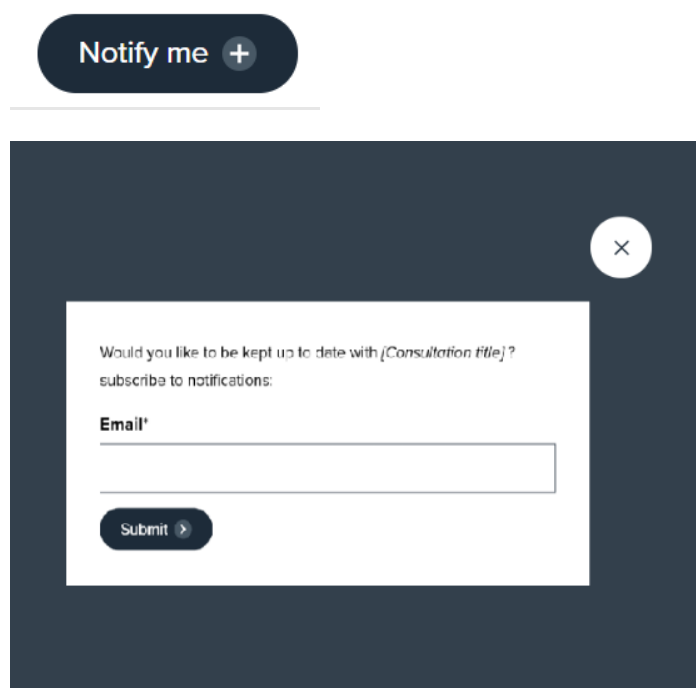 Notify me
Would you like to be kept up to date with [Consultation title] ?
subscribe to notifications:
Email*
Submit